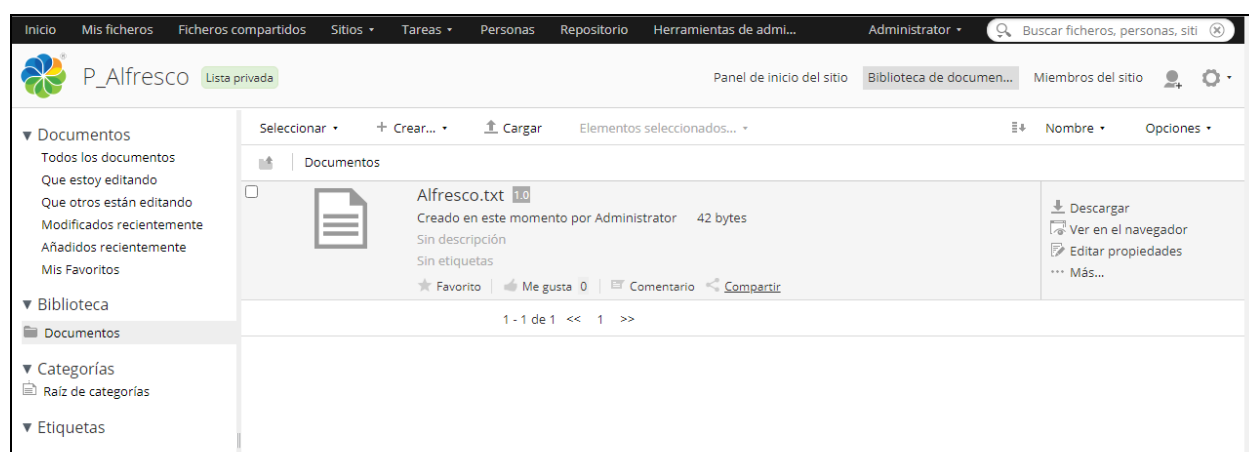 Inicio Mis ficheros Ficheros compartidos Sitios Tareas Personas Repositorio Herramientas de admi... Administrator Buscar ficheros, personas, siti
P_Alfresco Lista privada Panel de inicio del sitio Biblioteca de documen... Miembros del sitio
Documentos
Todos los documentos
Que estoy editando
Que otros están editando
Modificados recientemente
Añadidos recientemente
Mis Favoritos
Biblioteca
Documentos
Categorías
Raíz de categorías
Etiquetas
Seleccionar + Crear... Cargar Elementos seleccionados... Nombre Opciones
Documentos
Alfresco.txt 1.0
Creado en este momento por Administrator 42 bytes
Sin descripción
Sin etiquetas
Favorito Me gusta 0 Comentario Compartir
Descargar
Ver en el navegador
Editar propiedades
Más...
1 - 1 de 1 << 1 >>